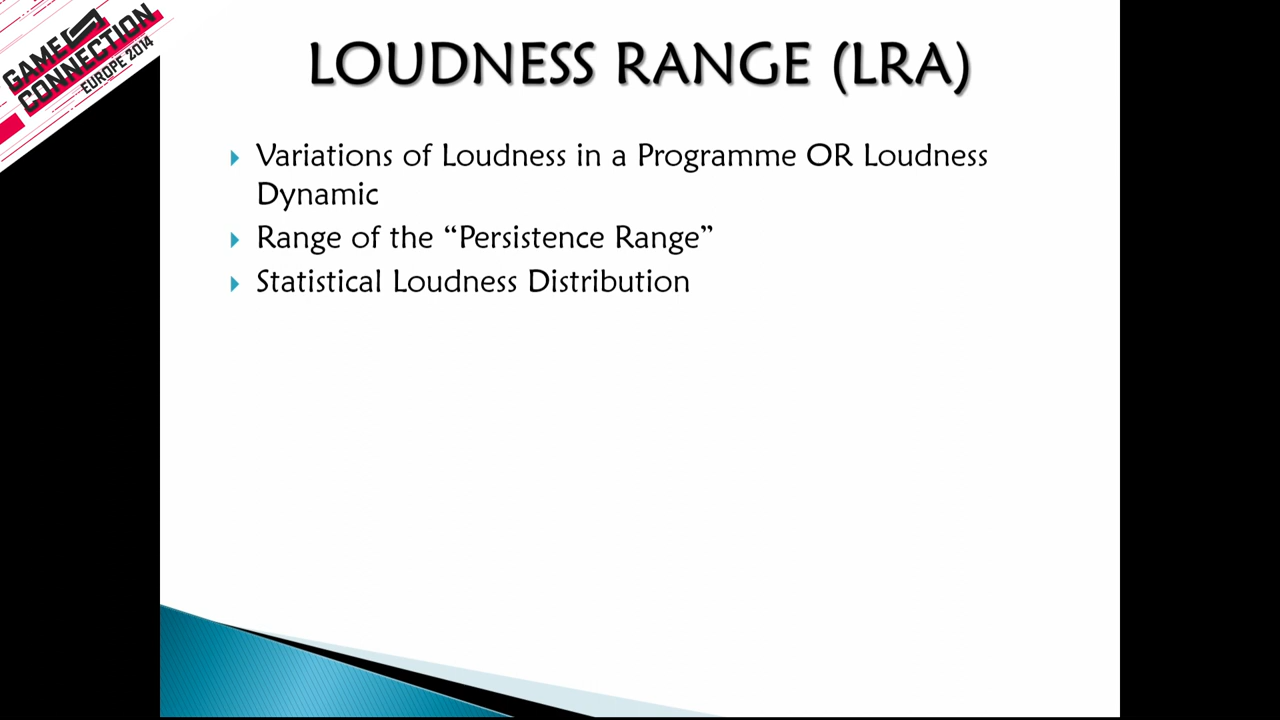 GAME
CONNECTION
EUROPE 2014
LOUDNESS RANGE (LRA)
Variations of Loudness in a Programme OR Loudness
Dynamic
Range of the “Persistence Range”
Statistical Loudness Distribution